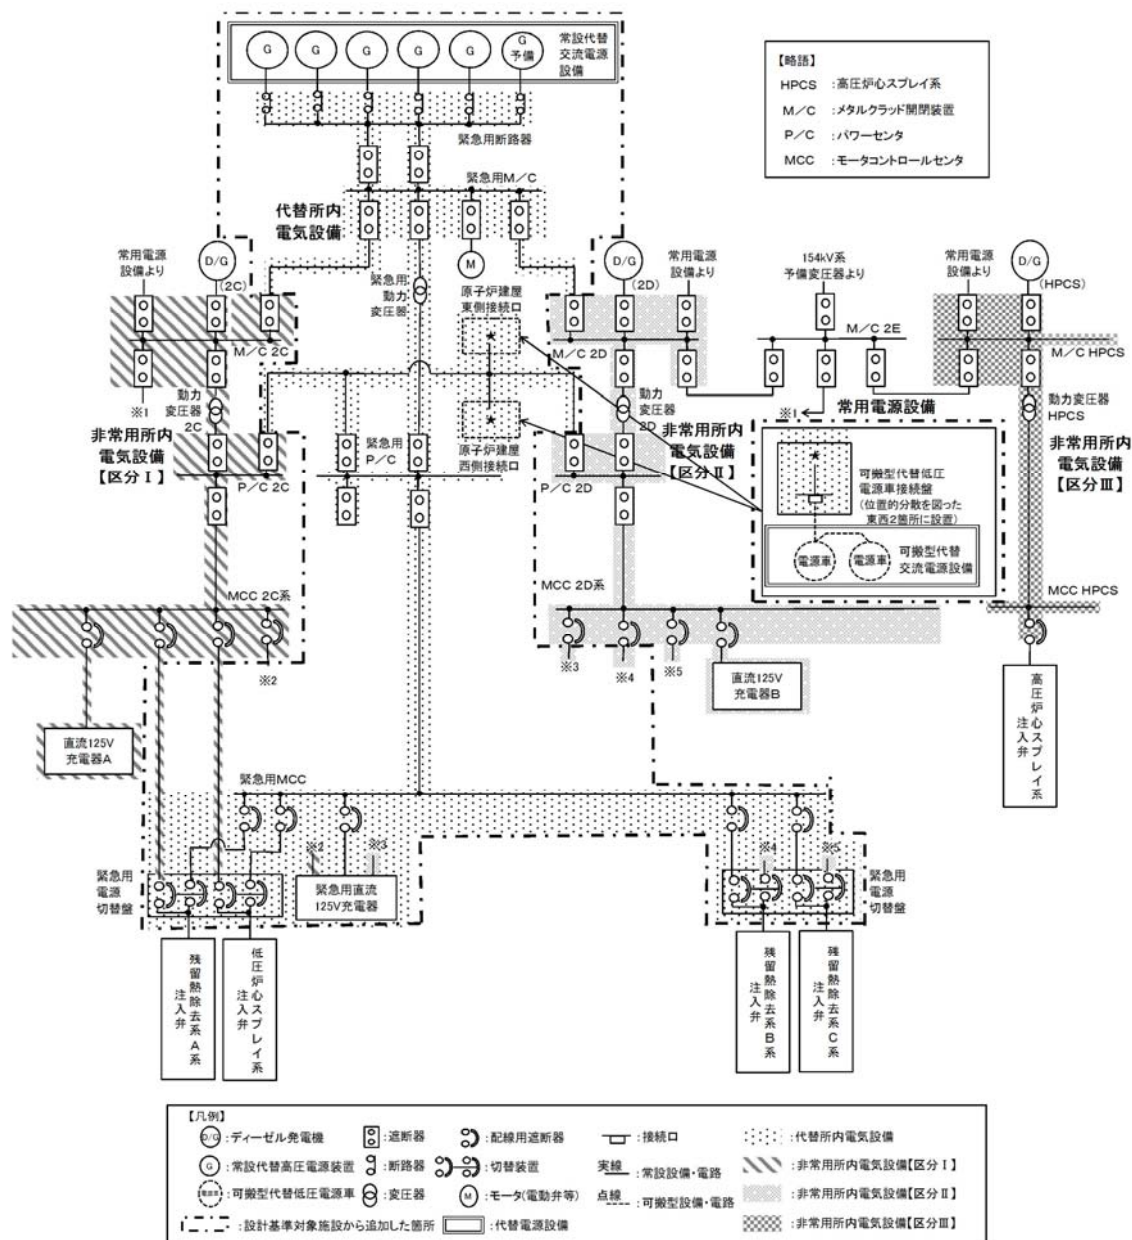 G
G
G
G
G
G
予備
常設代替
交流電源
設備
【略語】
HPCS :高圧炉心スプレイ系
M/C :メタルクラッド開閉装置
P/C :パワーセンタ
MCC :モータコントロールセンタ
緊急用断路器
緊急用M/C
代替所内
電気設備
常用電源
設備より
D/G
(2C)
緊急用
動力
変圧器
M
原子炉建屋
東側接続口
D/G
(2D)
常用電源
設備より
154kV系
予備変圧器より
常用電源
設備より
D/G
(HPCS)
M/C 2C
M/C 2D
M/C 2E
M/C HPCS
※1
動力
変圧器
2C
動力
変圧器
2D
※1
常用電源設備
動力変圧器
HPCS
非常用所内
電気設備
【区分Ⅰ】
緊急用
P/C
原子炉建屋
西側接続口
非常用所内
電気設備
【区分Ⅱ】
非常用所内
電気設備
【区分Ⅲ】
P/C 2C
P/C 2D
可搬型代替低圧
電源車接続盤
(位置的分散を図った
東西2箇所に設置)
電源車
電源車
可搬型代替
交流電源設備
MCC 2C系
MCC 2D系
MCC HPCS
※2
※3
※4
※5
直流125V
充電器A
直流125V
充電器B
高圧炉心スプレイ系
注入弁
緊急用MCC
※2
※3
※4
※5
緊急用
電源
切替盤
緊急用直流
125V充電器
緊急用
電源
切替盤
残留熱除去系A系
注入弁
低圧炉心スプレイ系
注入弁
残留熱除去系B系
注入弁
残留熱除去系C系
注入弁
【凡例】
D/G :ディーゼル発電機 :遮断器 :配線用遮断器 :接続口 :代替所内電気設備
G :常設代替高圧電源装置 :断路器 :切替装置 実線 :常設設備・電路 :非常用所内電気設備【区分Ⅰ】
電源車 :可搬型代替低圧電源車 :変圧器 M :モータ(電動弁等) 点線 :可搬型設備・電路 :非常用所内電気設備【区分Ⅱ】
:設計基準対象施設から追加した箇所 :代替電源設備 :非常用所内電気設備【区分Ⅲ】